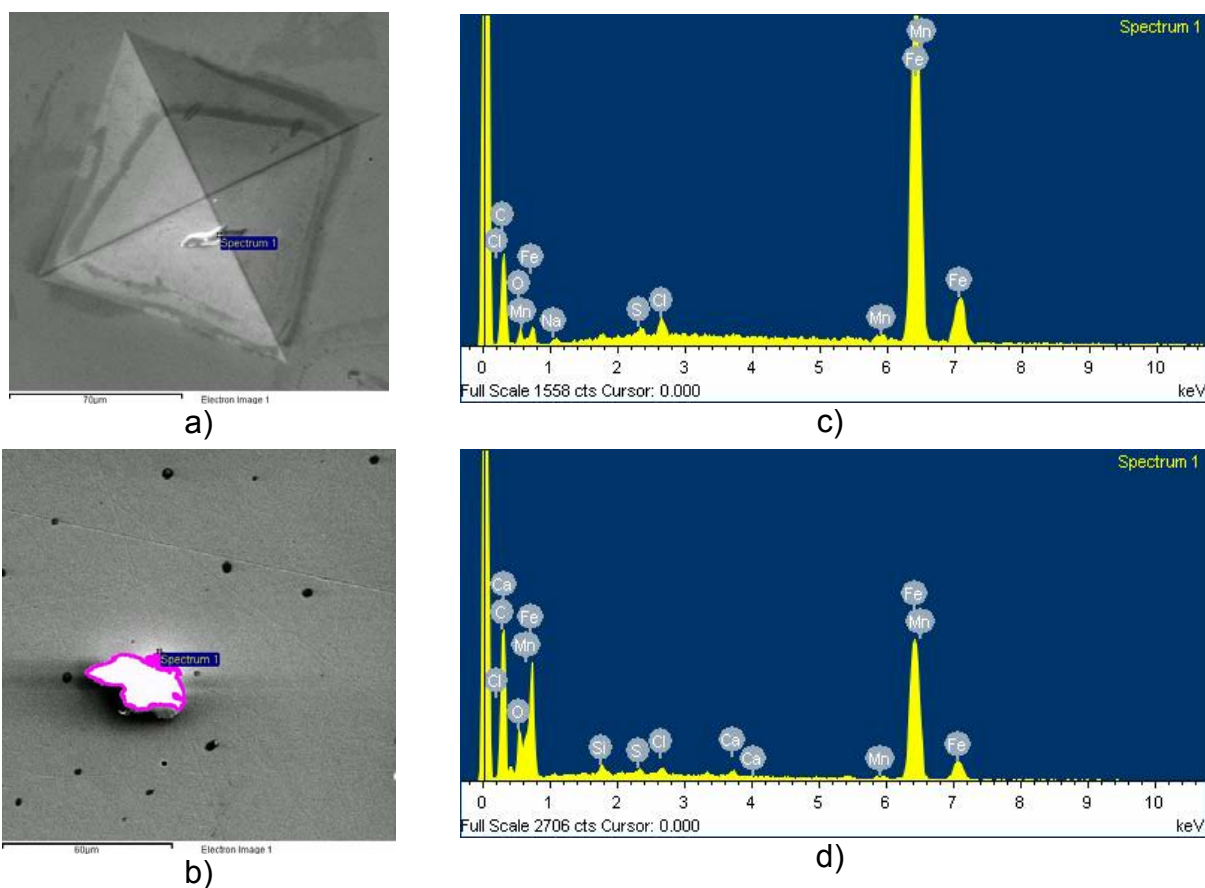 Spectrum 1
70µm Electron Image 1
a)
Spectrum 1
Mn
Fe
C
Cl
Fe
O
Mn
Na
S
Cl
Mn
Fe
0 1 2 3 4 5 6 7 8 9 10
Full Scale 1558 cts Cursor: 0.000 keV
c)
Spectrum 1
60µm Electron Image 1
b)
Spectrum 1
Ca
C
Fe
Mn
Cl
O
Si
S
Cl
Ca
Ca
Mn
Fe
Mn
Fe
0 1 2 3 4 5 6 7 8 9 10
Full Scale 2706 cts Cursor: 0.000 keV
d)